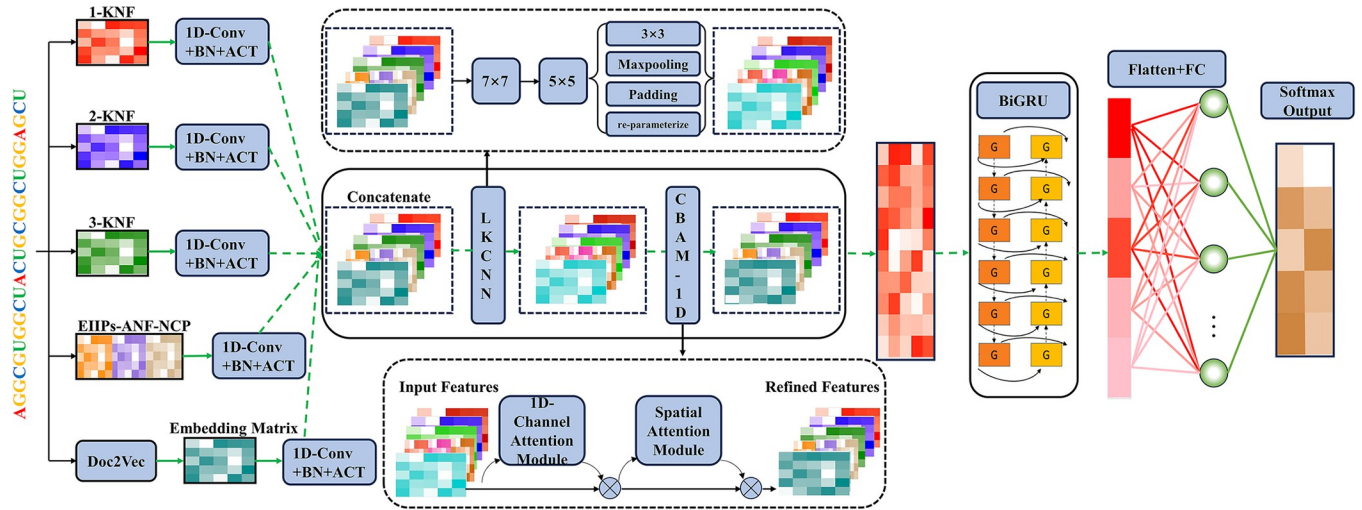 AGGCGUGGCUACUGCGGCUGGAGCU
1-KNF
1D-Conv
+BN+ACT
2-KNF
1D-Conv
+BN+ACT
3-KNF
1D-Conv
+BN+ACT
EIIPs-ANF-NCP
1D-Conv
+BN+ACT
Doc2Vec
Embedding Matrix
1D-Conv
+BN+ACT
7×7
5×5
3×3
Maxpooling
Padding
re-parameterize
Concatenate
LKCNN
CBAM-1D
Input Features
1D-
Channel
Attention
Module
Spatial
Attention
Module
Refined Features
BiGRU
G
G
G
G
G
G
G
G
G
G
G
G
Flatten+FC
Softmax
Output